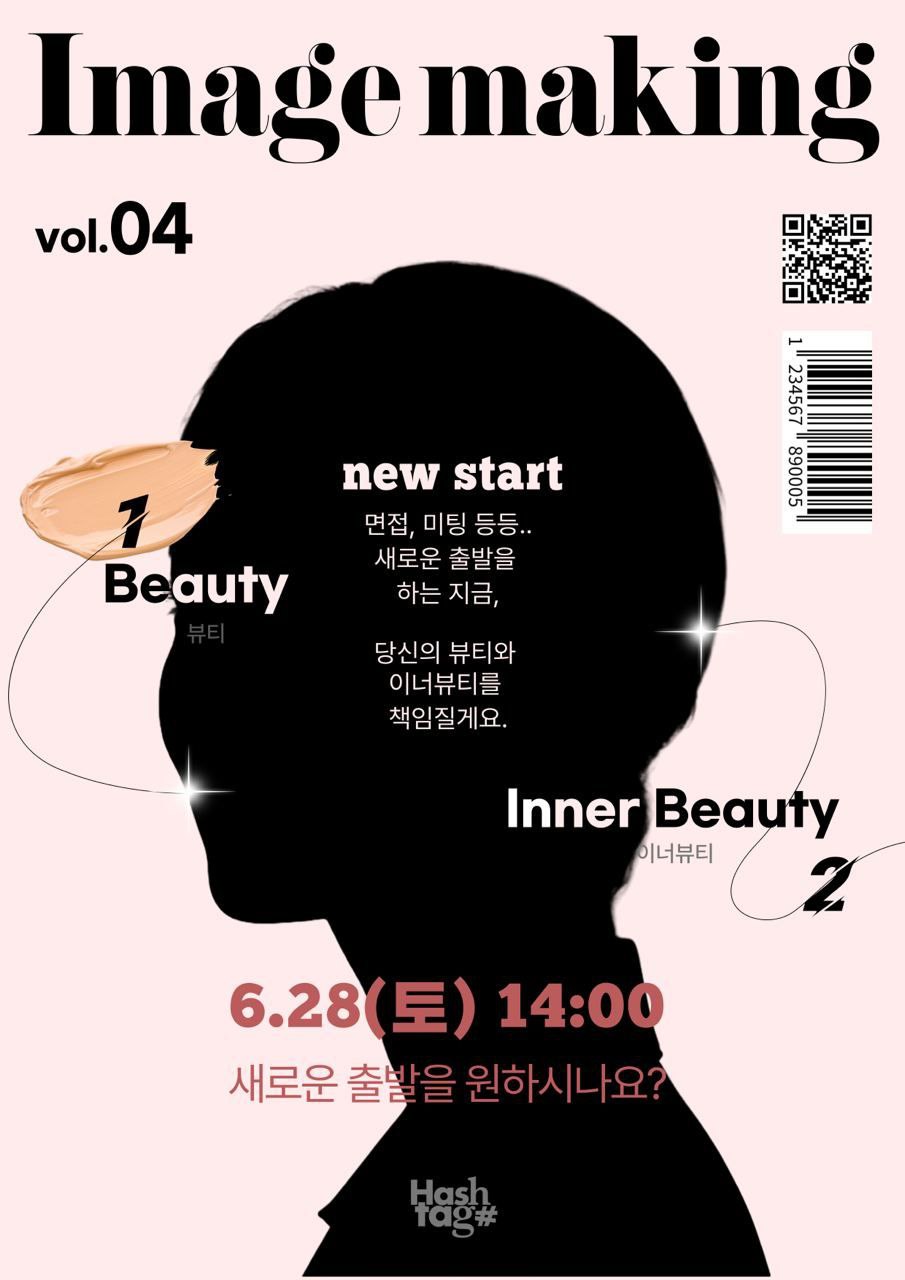 Image making
vol.04
1 234567 890005
new start
면접, 미팅 등등..
새로운 출발을
하는 지금,
당신의 뷰티와
이너뷰티를
책임질게요.
1
Beauty
뷰티
Inner Beauty
이너뷰티
2
6.28(토) 14:00
새로운 출발을 원하시나요?
Hash
tag#